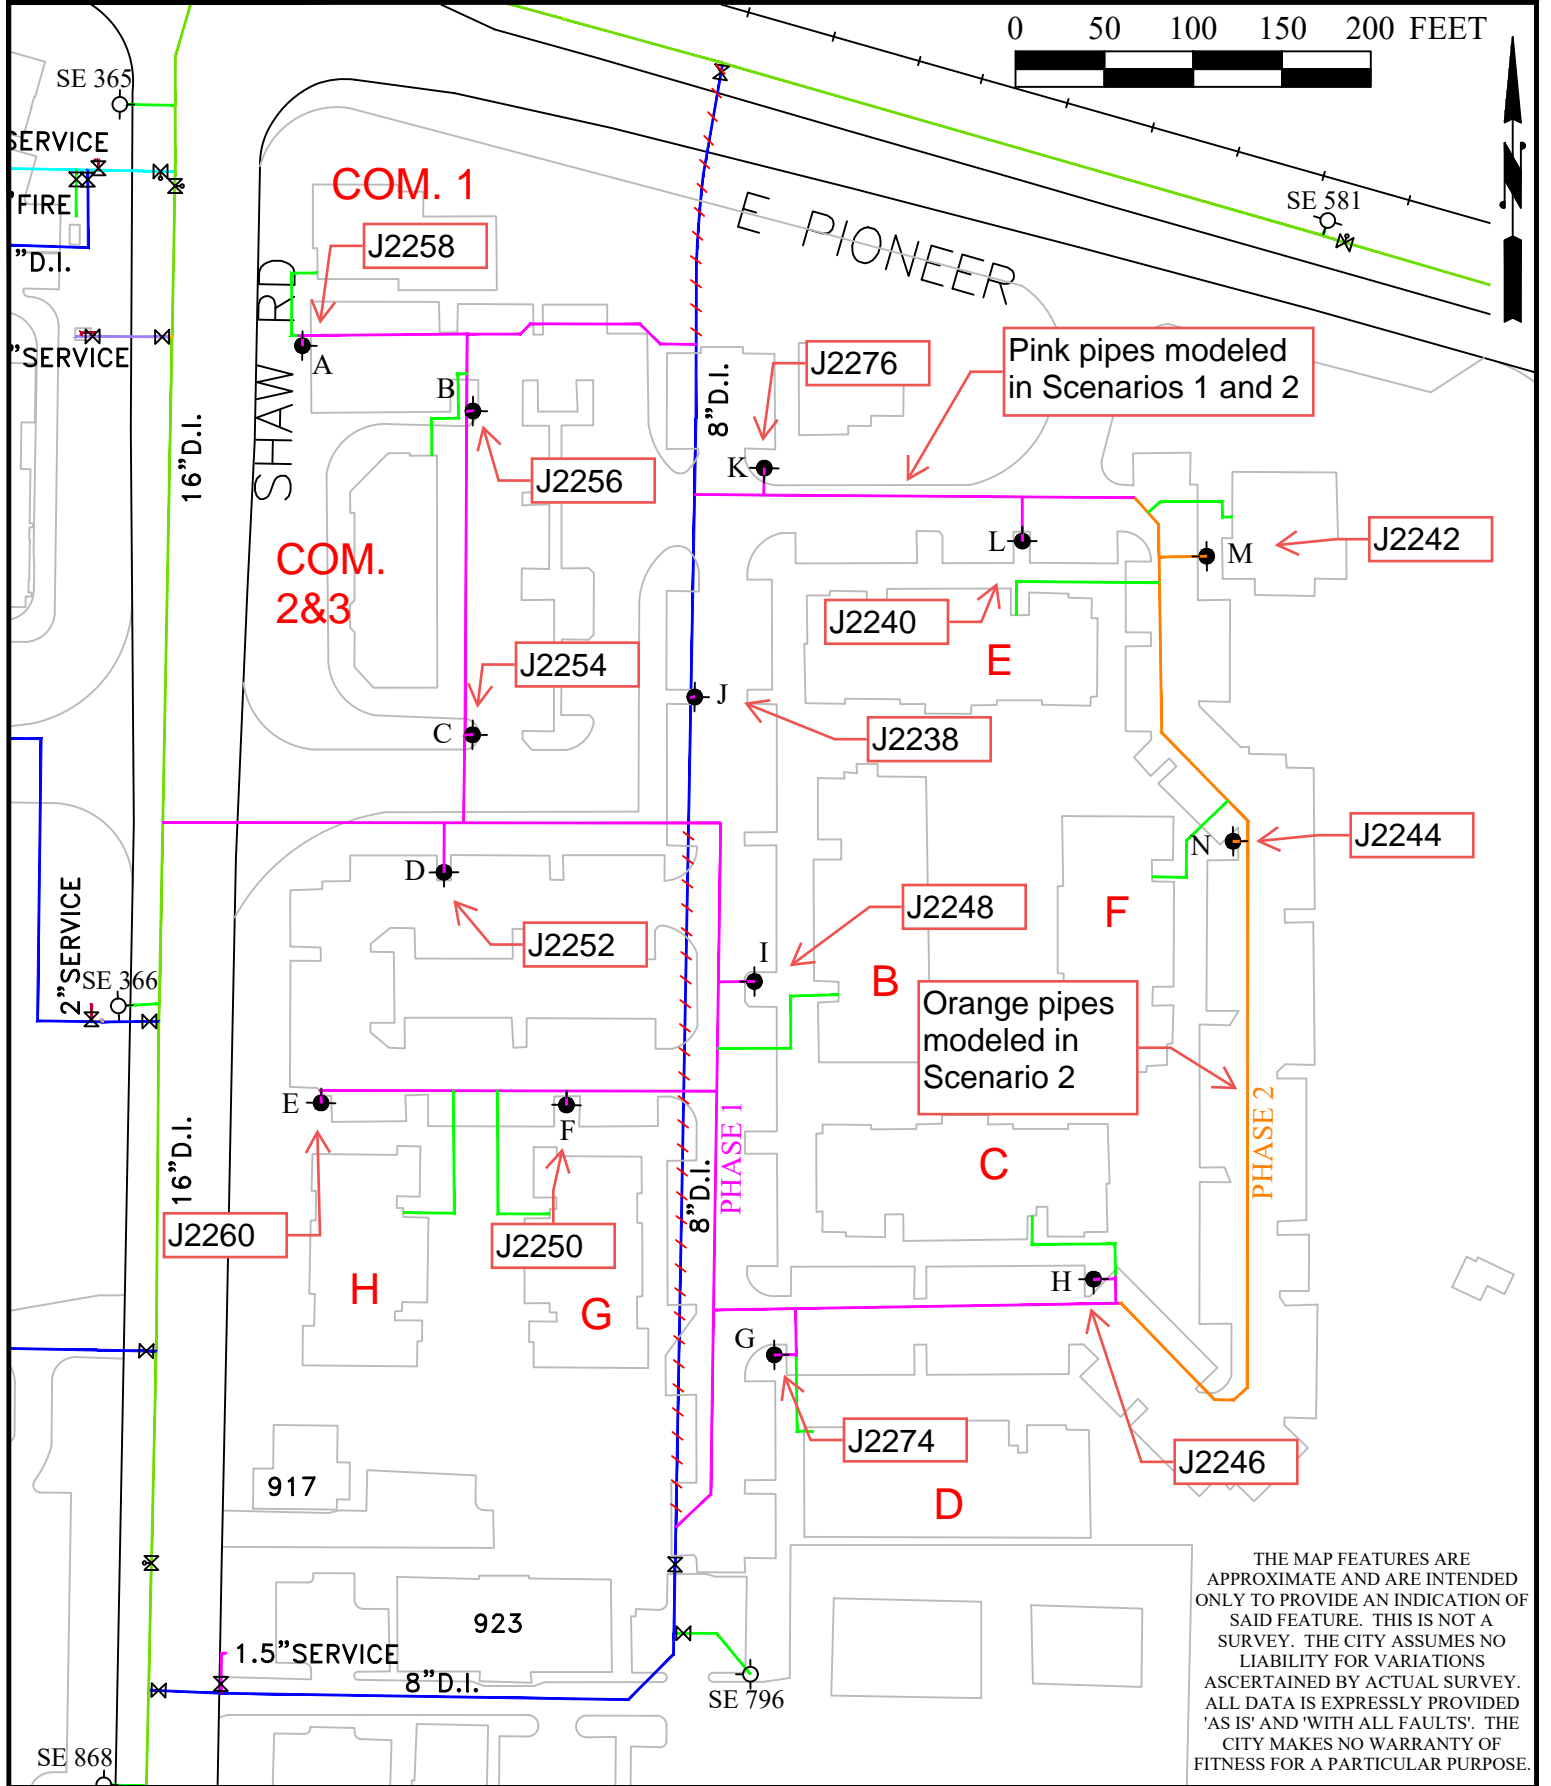 0 50 100 150 200 FEET
SE 365
SERVICE
"FIRE
"D.I.
"SERVICE
COM. 1
J2258
E PIONEER
SE 581
N
SHAW RD
A
B
J2276
Pink pipes modeled
in Scenarios 1 and 2
8"D.I.
16"D.I.
K
J2256
L
M
J2242
COM.
2&3
J2240
E
J2254
J
C
J2238
D
N
J2244
2"SERVICE
J2252
I
J2248
F
SE 366
B
Orange pipes
modeled in
Scenario 2
E
F
16"D.I.
PHASE 1
8"D.I.
C
PHASE 2
J2260
J2250
H
G
H
G
J2274
J2246
917
D
923
1.5"SERVICE
8"D.I.
SE 796
SE 868
THE MAP FEATURES ARE
APPROXIMATE AND ARE INTENDED
ONLY TO PROVIDE AN INDICATION OF
SAID FEATURE. THIS IS NOT A
SURVEY. THE CITY ASSUMES NO
LIABILITY FOR VARIATIONS
ASCERTAINED BY ACTUAL SURVEY.
ALL DATA IS EXPRESSLY PROVIDED
'AS IS' AND 'WITH ALL FAULTS'. THE
CITY MAKES NO WARRANTY OF
FITNESS FOR A PARTICULAR PURPOSE.